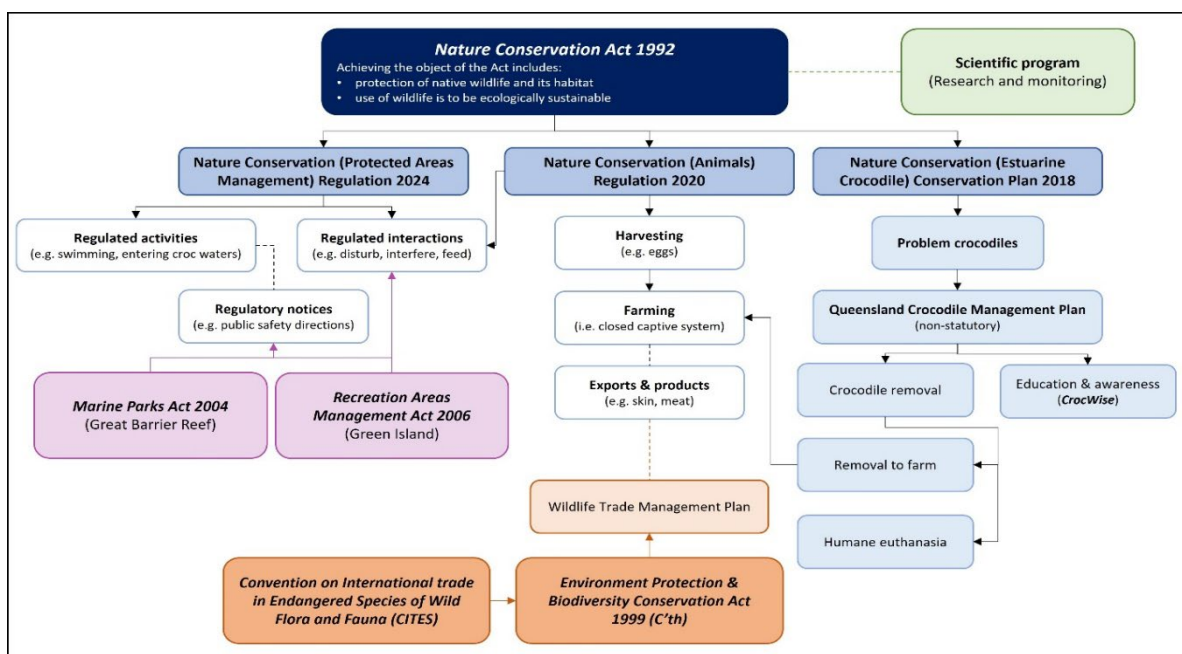 Nature Conservation Act 1992
Achieving the object of the Act includes:
• protection of native wildlife and its habitat
• use of wildlife is to be ecologically sustainable
Scientific program
(Research and monitoring)
Nature Conservation (Protected Areas
Management) Regulation 2024
Nature Conservation (Animals)
Regulation 2020
Nature Conservation (Estuarine
Crocodile) Conservation Plan 2018
Regulated activities
(e.g. swimming, entering croc waters)
Regulated interactions
(e.g. disturb, interfere, feed)
Harvesting
(e.g. eggs)
Problem crocodiles
Regulatory notices
(e.g. public safety directions)
Farming
(i.e. closed captive system)
Queensland Crocodile Management Plan
(non-statutory)
Marine Parks Act 2004
(Great Barrier Reef)
Recreation Areas
Management Act 2006
(Green Island)
Exports & products
(e.g. skin, meat)
Crocodile removal
Education & awareness
(CrocWise)
Removal to farm
Wildlife Trade Management Plan
Humane euthanasia
Convention on International trade
in Endangered Species of Wild
Flora and Fauna (CITES)
Environment Protection &
Biodiversity Conservation Act
1999 (C'th)